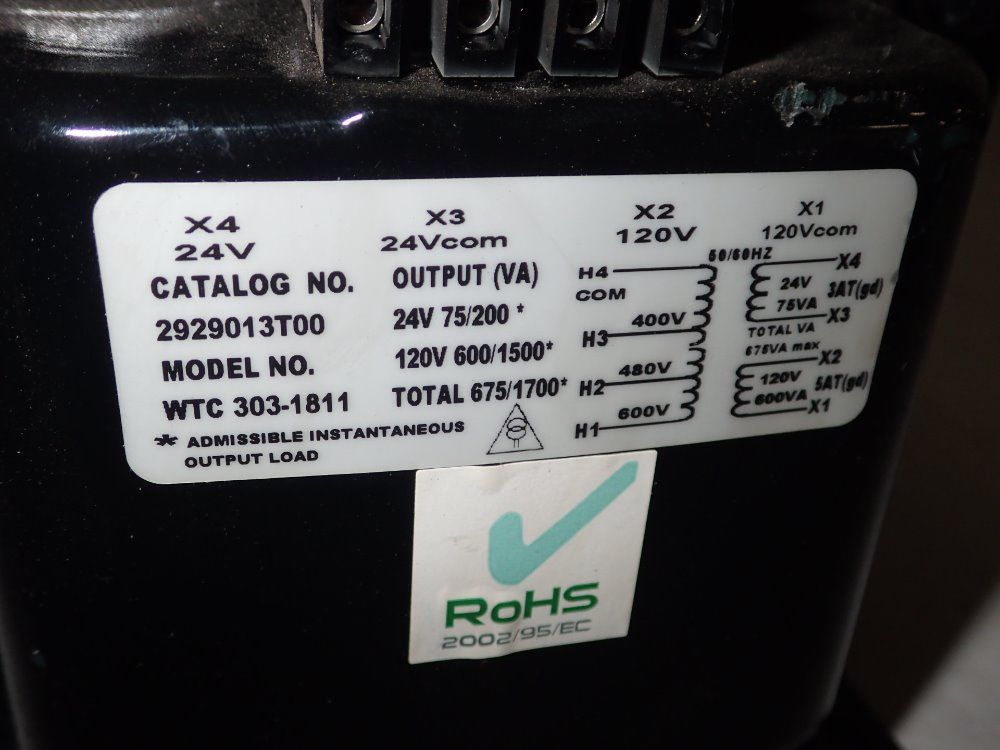 X4 X3 X2 X1
24V 24Vcom 120V 120Vcom
CATALOG NO.
2929013T00
MODEL NO.
WTC 303-1811
* ADMISSIBLE INSTANTANEOUS
OUTPUT LOAD
OUTPUT (VA)
24V 75/200 *
120V 600/1500*
TOTAL 675/1700*
60/60HZ
H4
COM
400V
H3
480V
H2
600V
H1
X4
24V 3AT(gd)
75VA
X3
TOTAL VA
675VA max
X2
120V 5AT(gd)
600VA
X1
RoHS
2002/95/EC